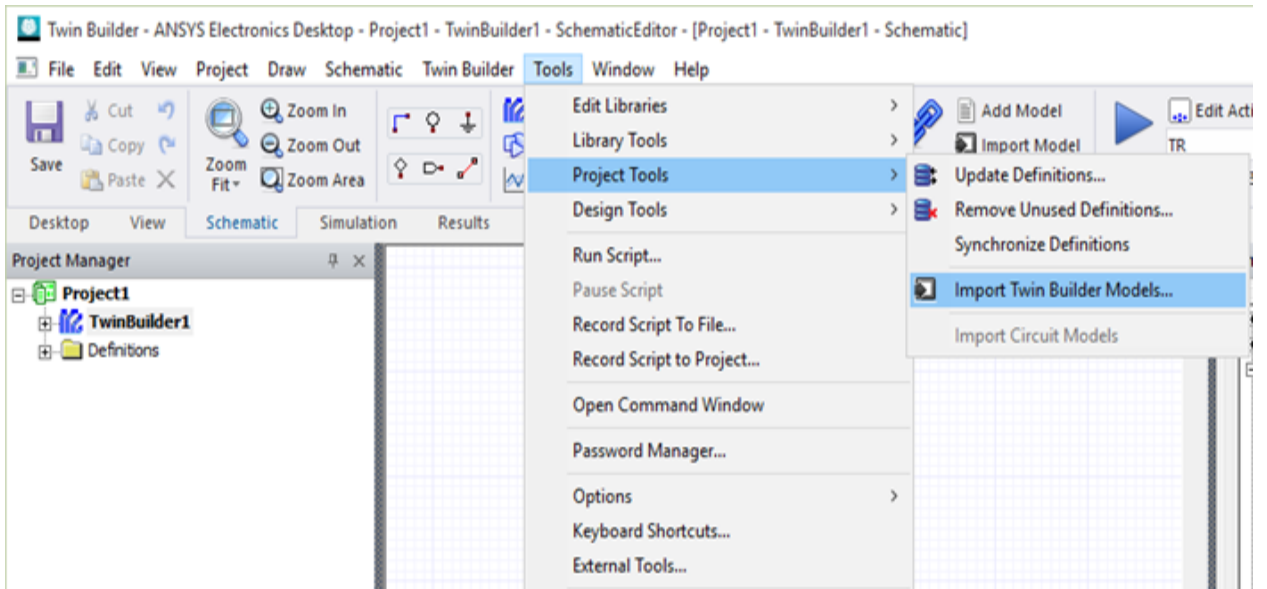 Twin Builder - ANSYS Electronics Desktop - Project1 - TwinBuilder1 - SchematicEditor - [Project1 - TwinBuilder1 - Schematic]
File Edit View Project Draw Schematic Twin Builder Tools Window Help
Save
Cut
Copy
Paste
Zoom
Fit
Zoom In
Zoom Out
Zoom Area
Add Model
Import Model
Edit Acti
TR
Desktop View Schematic Simulation Results
Project Manager
Project1
TwinBuilder1
Definitions
Edit Libraries
Library Tools
Project Tools
Design Tools
Run Script...
Pause Script
Record Script To File...
Record Script to Project...
Open Command Window
Password Manager...
Options
Keyboard Shortcuts...
External Tools...
Update Definitions...
Remove Unused Definitions...
Synchronize Definitions
Import Twin Builder Models...
Import Circuit Models